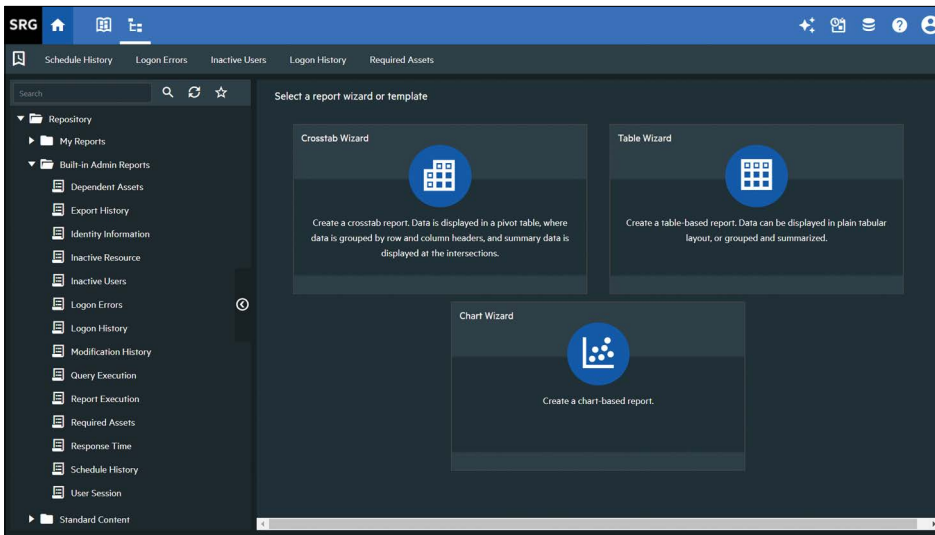 SRG
Schedule History
Logon Errors
Inactive Users
Logon History
Required Assets
Search
Select a report wizard or template
Repository
My Reports
Built-in Admin Reports
Dependent Assets
Export History
Identity Information
Inactive Resource
Inactive Users
Logon Errors
Logon History
Modification History
Query Execution
Report Execution
Required Assets
Response Time
Schedule History
User Session
Standard Content
Crosstab Wizard
Create a crosstab report. Data is displayed in a pivot table, where
data is grouped by row and column headers, and summary data is
displayed at the intersections.
Table Wizard
Create a table-based report. Data can be displayed in plain tabular
layout, or grouped and summarized.
Chart Wizard
Create a chart-based report.